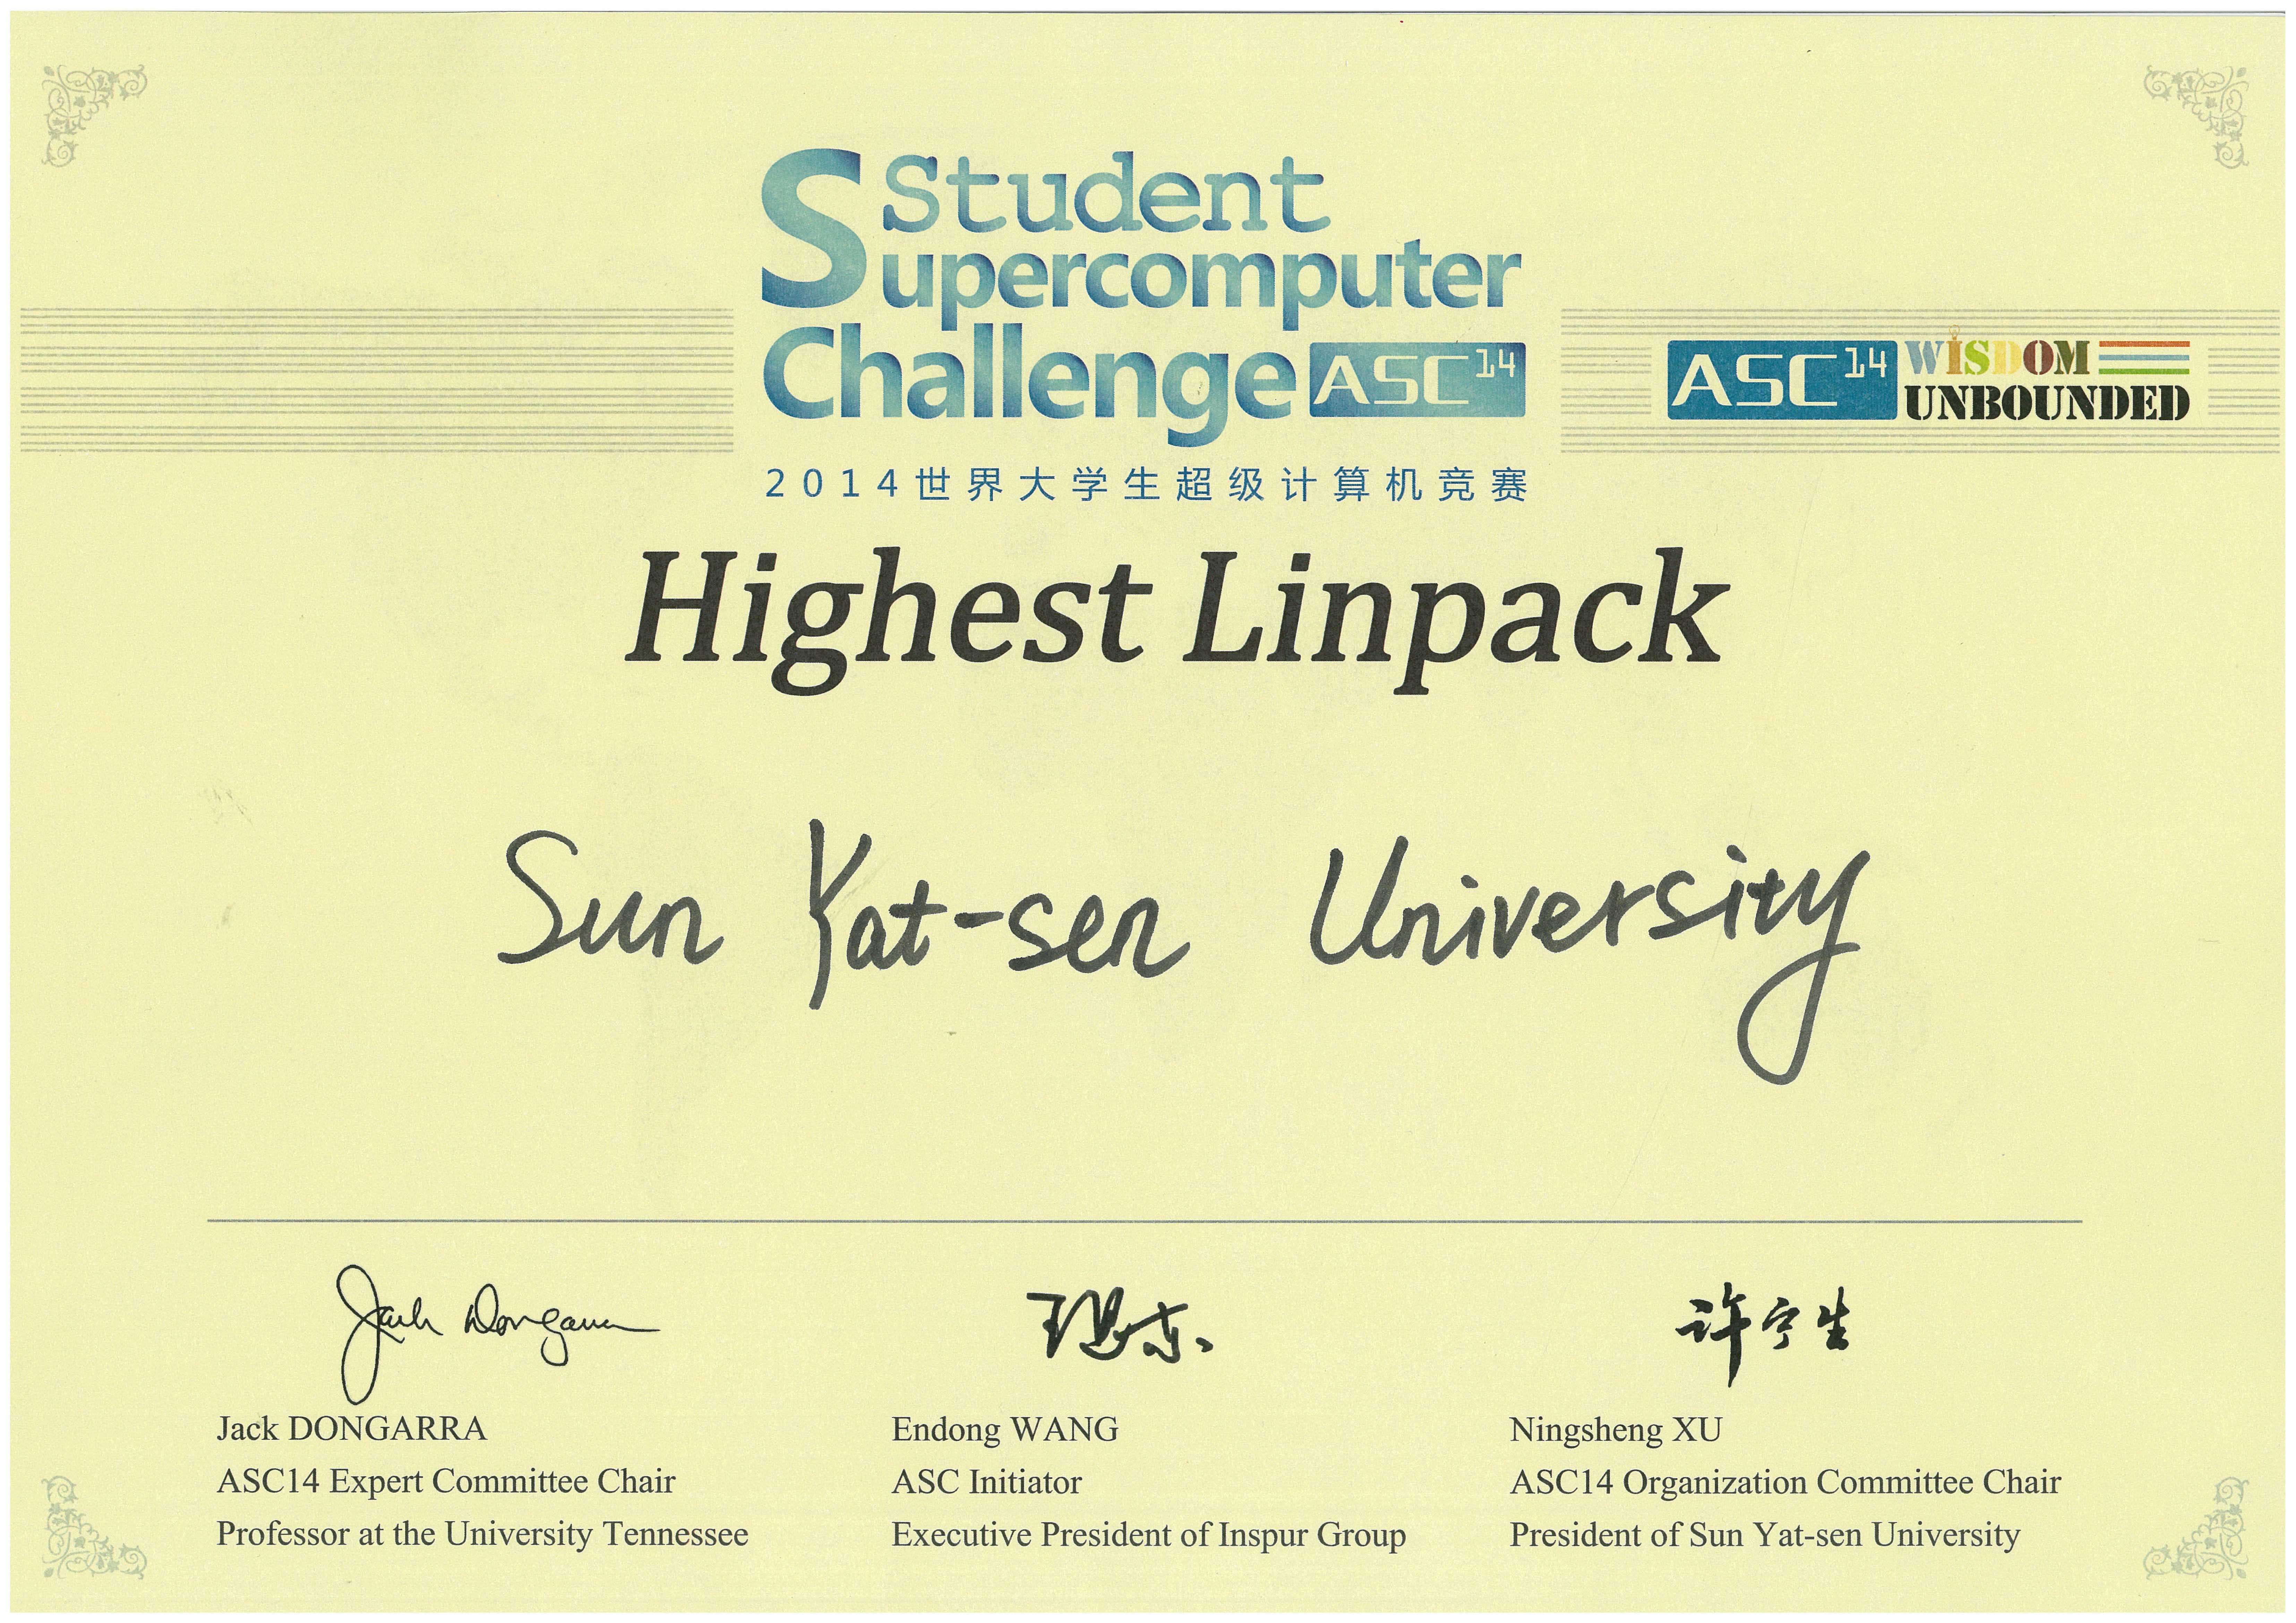 Student
Supercomputer
Challenge ASC14
ASC14 WISDOM
UNBOUNDED
2014世界大学生超级计算机竞赛
Highest Linpack
Sun Yat-sen University
Jack Dongarra
王恩东
许宁生
Jack DONGARRA
ASC14 Expert Committee Chair
Professor at the University Tennessee
Endong WANG
ASC Initiator
Executive President of Inspur Group
Ningsheng XU
ASC14 Organization Committee Chair
President of Sun Yat-sen University